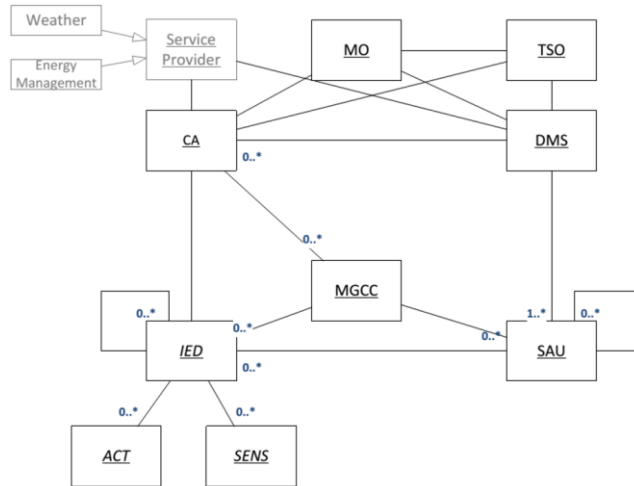 Weather
Service
Provider
MO
TSO
Energy
Management
CA
DMS
0..*
0..*
MGCC
0..*
0..*
1..*
0..*
0..*
IED
0..*
SAU
0..*
0..*
ACT
SENS